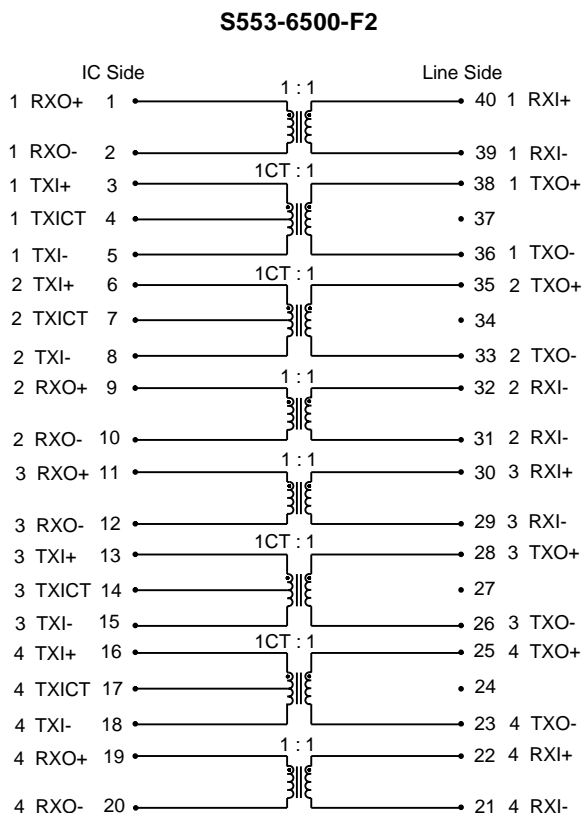 S553-6500-F2
IC Side Line Side
1 : 1
1 RXO+ 1 40 1 RXI+
1 RXO- 2 39 1 RXI-
1CT : 1
1 TXI+ 3 38 1 TXO+
1 TXICT 4 37
1 TXI- 5 36 1 TXO-
1CT : 1
2 TXI+ 6 35 2 TXO+
2 TXICT 7 34
2 TXI- 8 33 2 TXO-
1 : 1
2 RXO+ 9 32 2 RXI-
2 RXO- 10 31 2 RXI-
1 : 1
3 RXO+ 11 30 3 RXI+
3 RXO- 12 29 3 RXI-
1CT : 1
3 TXI+ 13 28 3 TXO+
3 TXICT 14 27
3 TXI- 15 26 3 TXO-
1CT : 1
4 TXI+ 16 25 4 TXO+
4 TXICT 17 24
4 TXI- 18 23 4 TXO-
1 : 1
4 RXO+ 19 22 4 RXI+
4 RXO- 20 21 4 RXI-